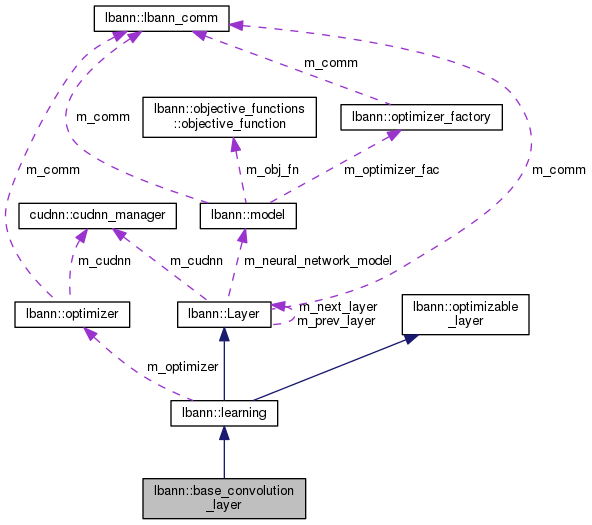 lbann::lbann_comm
m_comm
lbann::objective_functions
::objective_function
lbann::optimizer_factory
m_comm
m_comm
m_obj_fn
m_optimizer_fac
m_comm
cudnn::cudnn_manager
lbann::model
m_cudnn
m_cudnn
m_neural_network_model
lbann::optimizer
lbann::Layer
m_next_layer
m_prev_layer
lbann::optimizable
_layer
m_optimizer
lbann::learning
lbann::base_convolution
_layer